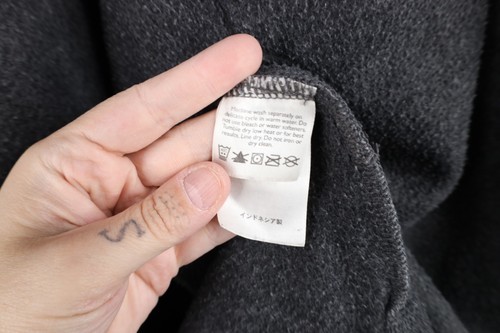 Machine wash separately on
delicate cycle in warm water. Do
not use bleach or water softeners.
Tumble dry low heat or for best
results, Line dry. Do not iron or
dry clean.
インドネシア製
S